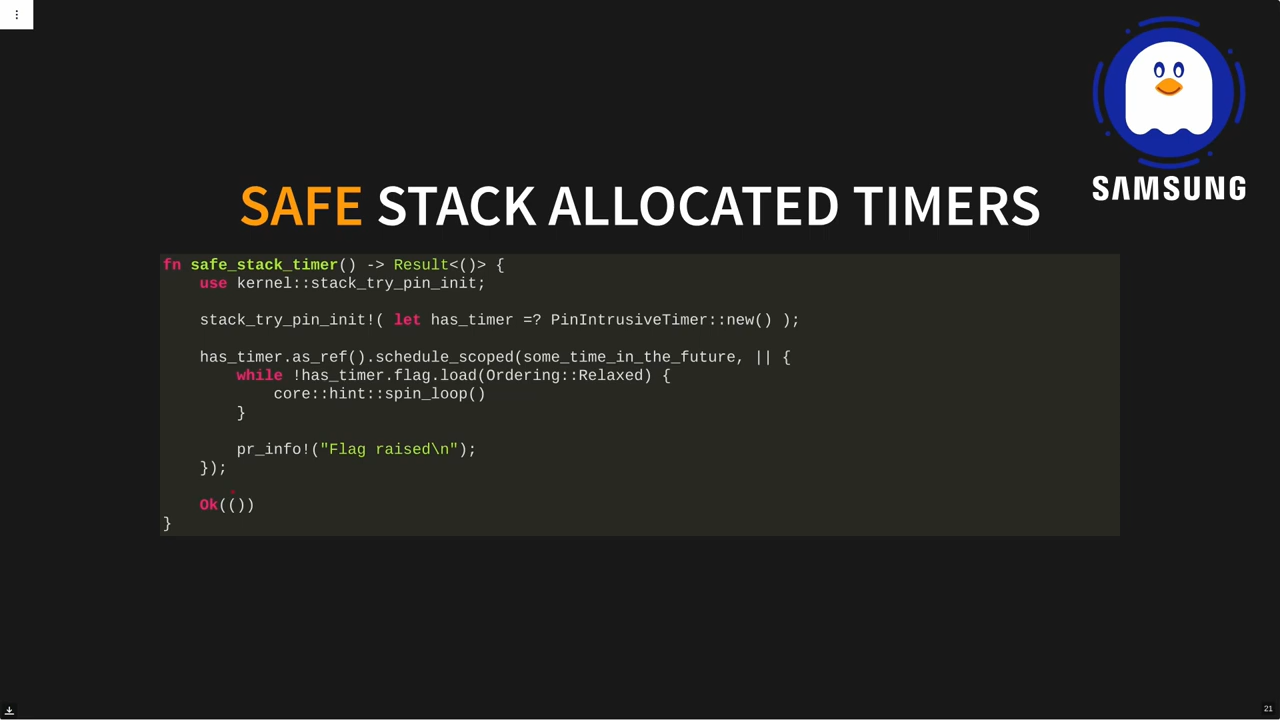 SAMSUNG
SAFE STACK ALLOCATED TIMERS
fn safe_stack_timer() -> Result<()> {
    use kernel::stack_try_pin_init;
    stack_try_pin_init!( let has_timer =? PinIntrusiveTimer::new() );
    has_timer.as_ref().schedule_scoped(some_time_in_the_future, || {
        while !has_timer.flag.load(Ordering::Relaxed) {
            core::hint::spin_loop()
        }
        pr_info!("Flag raised\n");
    });
    Ok(())
}
21